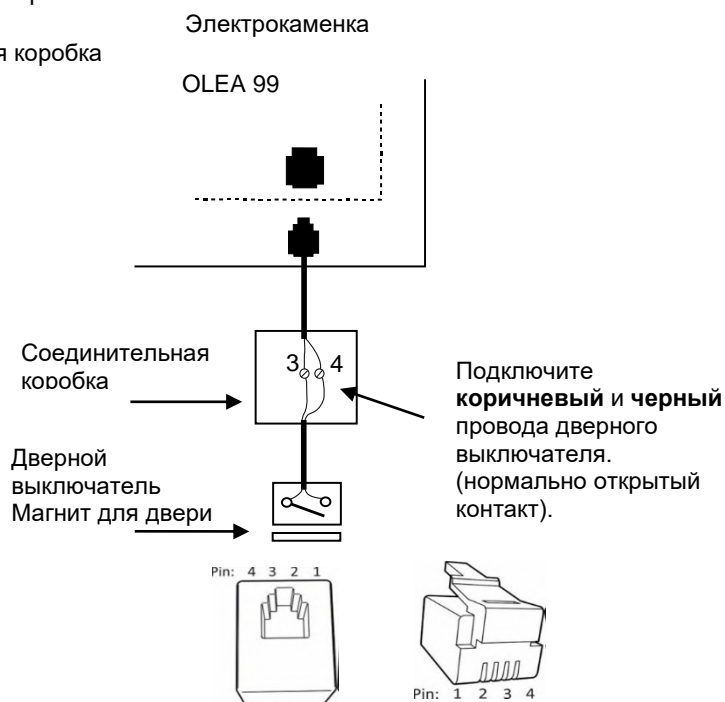 Электрокаменка
я коробка
OLEA 99
Соединительная
коробка
3 4
Подключите
коричневый и черный
провода дверного
выключателя.
(нормально открытый
контакт).
Дверной
выключатель
Магнит для двери
Pin: 4 3 2 1
Pin: 1 2 3 4